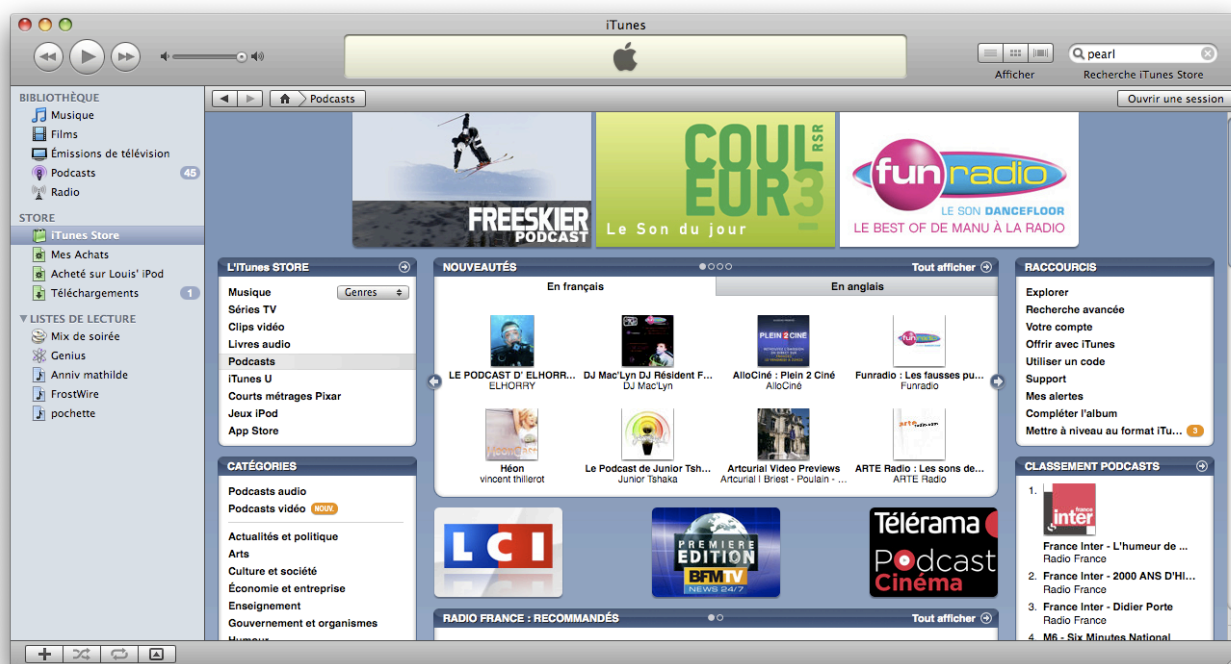 iTunes
pearl
Afficher
Recherche iTunes Store
BIBLIOTHÈQUE
Musique
Films
Émissions de télévision
Podcasts 45
Radio
STORE
iTunes Store
Mes Achats
Acheté sur Louis' iPod
Téléchargements 1
LISTES DE LECTURE
Mix de soirée
Genius
Anniv mathilde
FrostWire
pochette
Podcasts
Ouvrir une session
FREESKIER
PODCAST
COUL
EUR3
RSR
Le Son du jour
fun radio
LE SON DANCEFLOOR
LE BEST OF DE MANU À LA RADIO
L'iTunes STORE
Musique Genres
Séries TV
Clips vidéo
Livres audio
Podcasts
iTunes U
Courts métrages Pixar
Jeux iPod
App Store
CATÉGORIES
Podcasts audio
Podcasts vidéo NOUV.
Actualités et politique
Arts
Culture et société
Économie et entreprise
Enseignement
Gouvernement et organismes
Humour
NOUVEAUTÉS
Tout afficher
En français
En anglais
PLEIN 2 CINÉ
funradio
LE PODCAST D' ELHORR...
ELHORRY
DJ Mac'Lyn DJ Résident F...
DJ Mac'Lyn
AlloCiné : Plein 2 Ciné
AlloCiné
Funradio : Les fausses pu...
Funradio
Héon
vincent thillerot
Le Podcast de Junior Tsh...
Junior Tshaka
Artcurial Video Previews
Artcurial I Briest - Poulain - ...
ARTE Radio : Les sons de...
ARTE Radio
LCI
PREMIERE
EDITION
BFMTV
NEWS 24/7
Télérama
Podcast
Cinéma
RADIO FRANCE : RECOMMANDÉS
Tout afficher
RACCOURCIS
Explorer
Recherche avancée
Votre compte
Offrir avec iTunes
Utiliser un code
Support
Mes alertes
Compléter l'album
Mettre à niveau au format iTu... 3
CLASSEMENT PODCASTS
1.
france
inter
France Inter - L'humeur de ...
Radio France
2. France Inter - 2000 ANS D'HI...
Radio France
3. France Inter - Didier Porte
Radio France
4. M6 - Six Minutes National